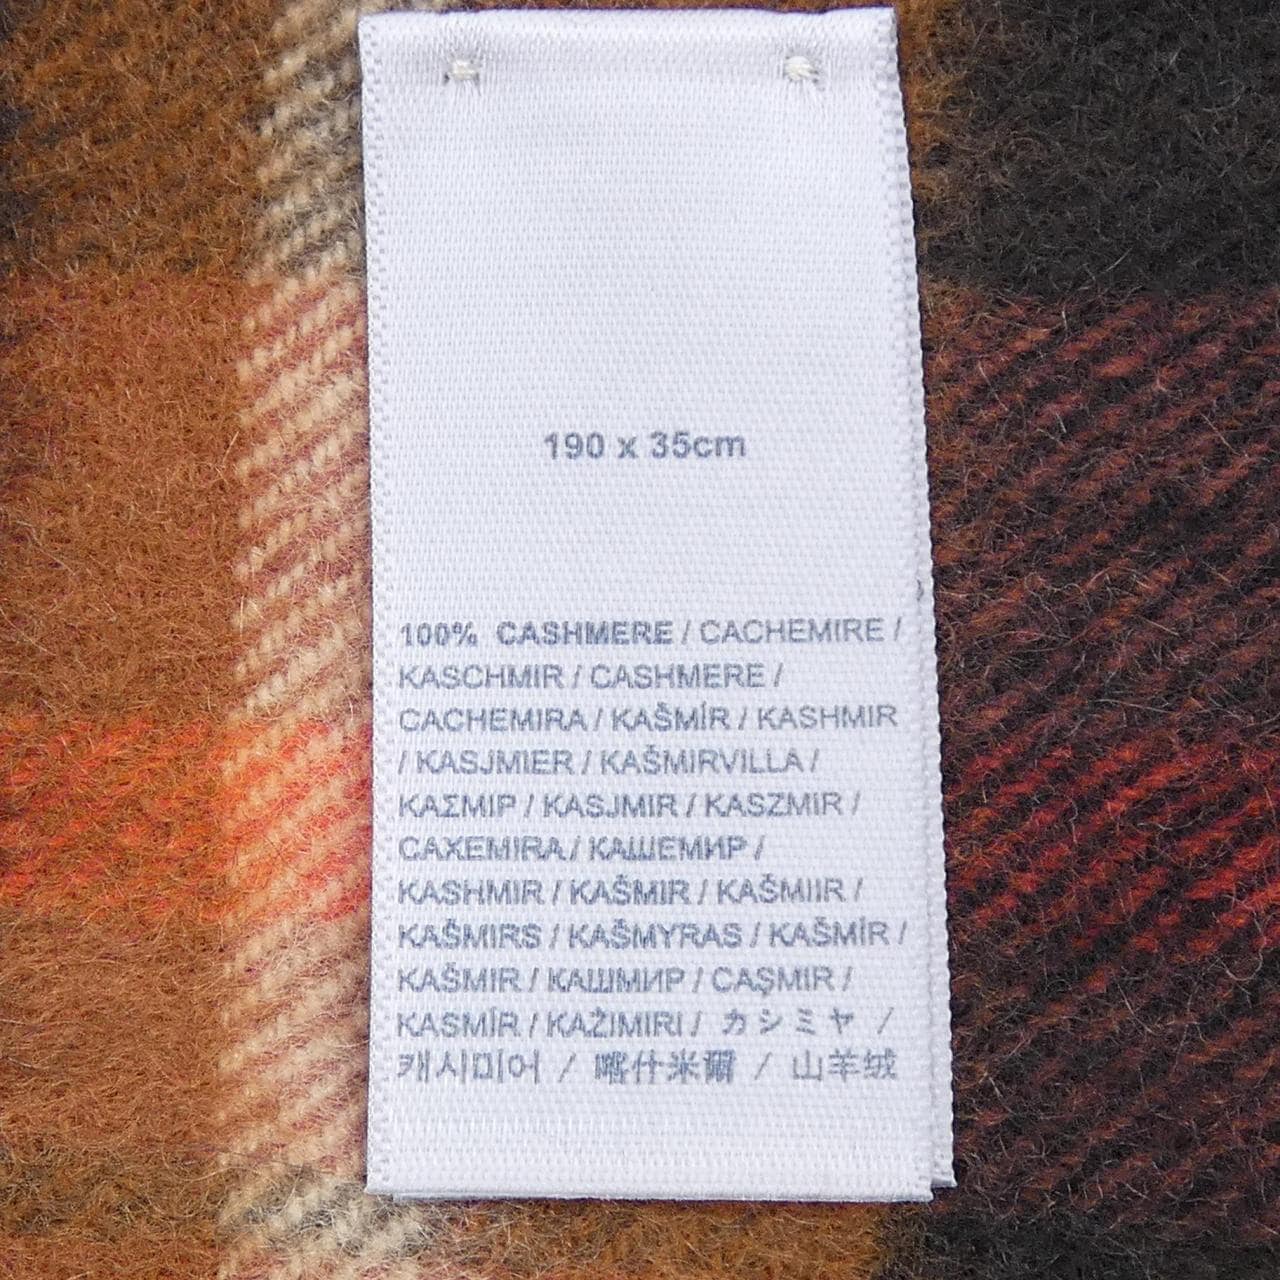 190 x 35cm
100% CASHMERE / CACHEMIRE /
KASCHMIR / CASHMERE /
CACHEMIRA / KAŠMÍR / KASHMIR
/ KASJMIER / KAŠMIRVILLA /
ΚΑΣΜΙΡ / KASJMIR / KASZMIR /
CAXEMIRA / КАШЕМИР /
KASHMIR / KAŠMIR / KAŠMIIR /
KAŠMIRS / KAŠMYRAS / KAŠMÍR /
KAŠMIR / КАШМИР / CAŞMIR /
KASMÍR / KAŻIMIRI / カシミヤ /
캐시미어 / 喀什米爾 / 山羊绒